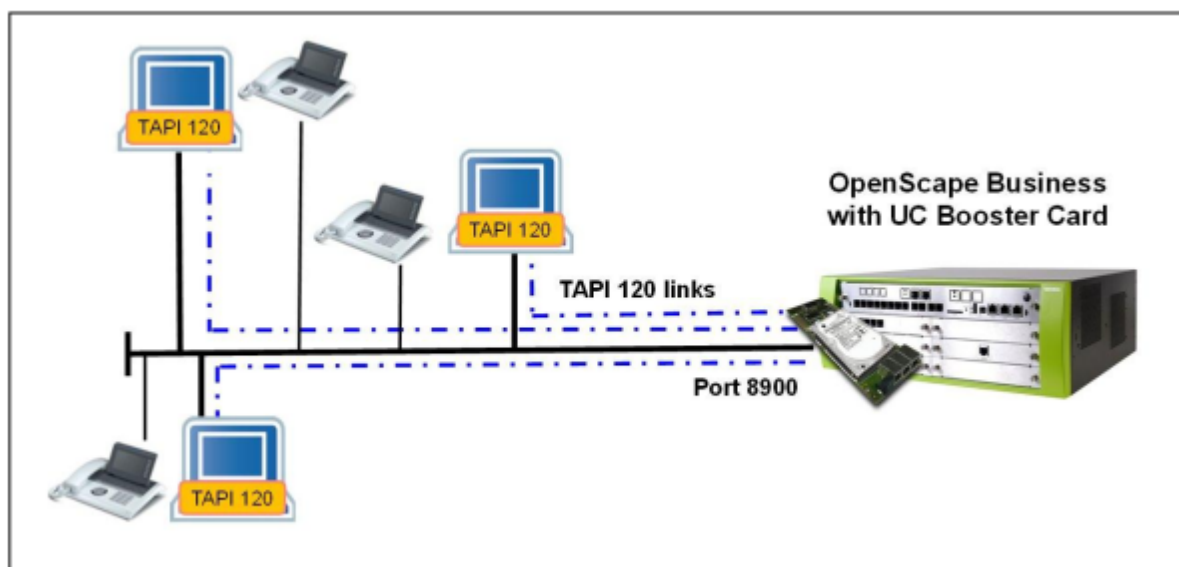 TAPI 120
TAPI 120
OpenScape Business
with UC Booster Card
TAPI 120 links
Port 8900
TAPI 120